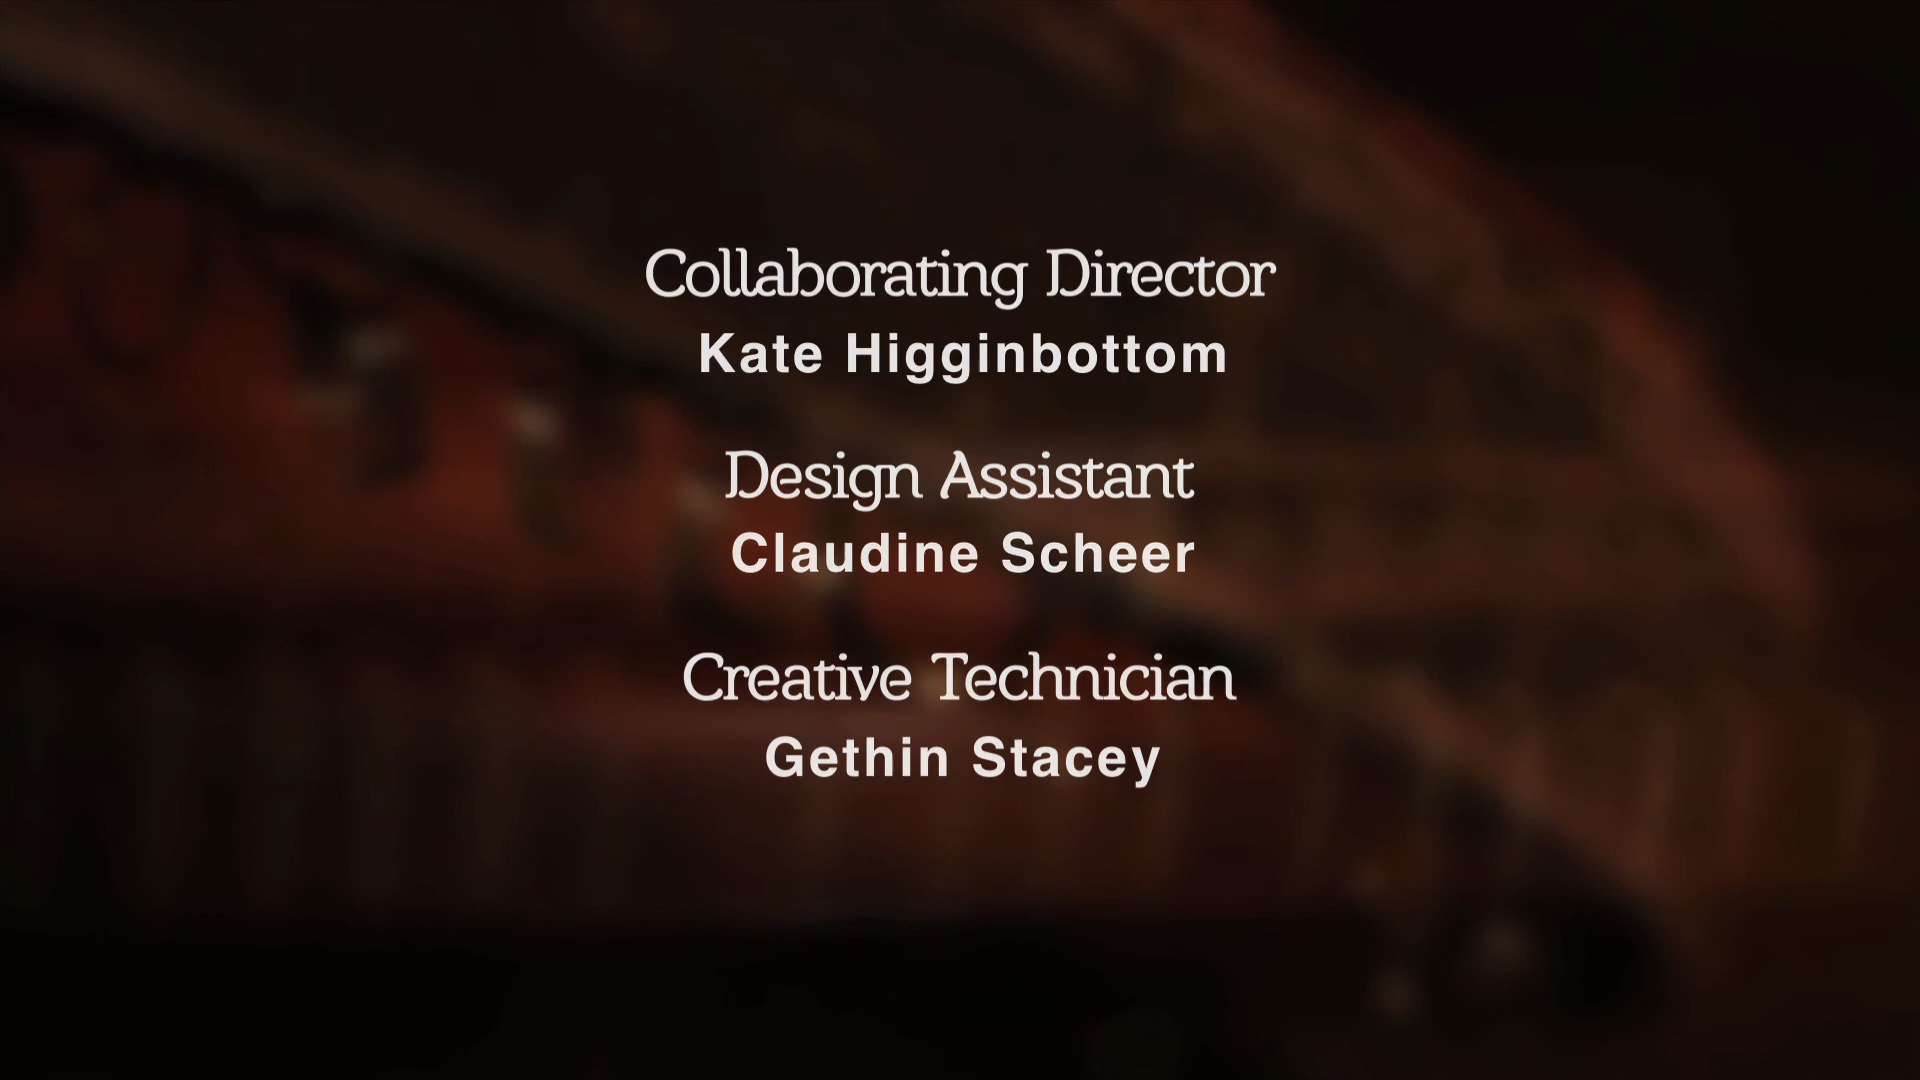 Collaborating Director
Kate Higginbottom
Design Assistant
Claudine Scheer
Creative Technician
Gethin Stacey